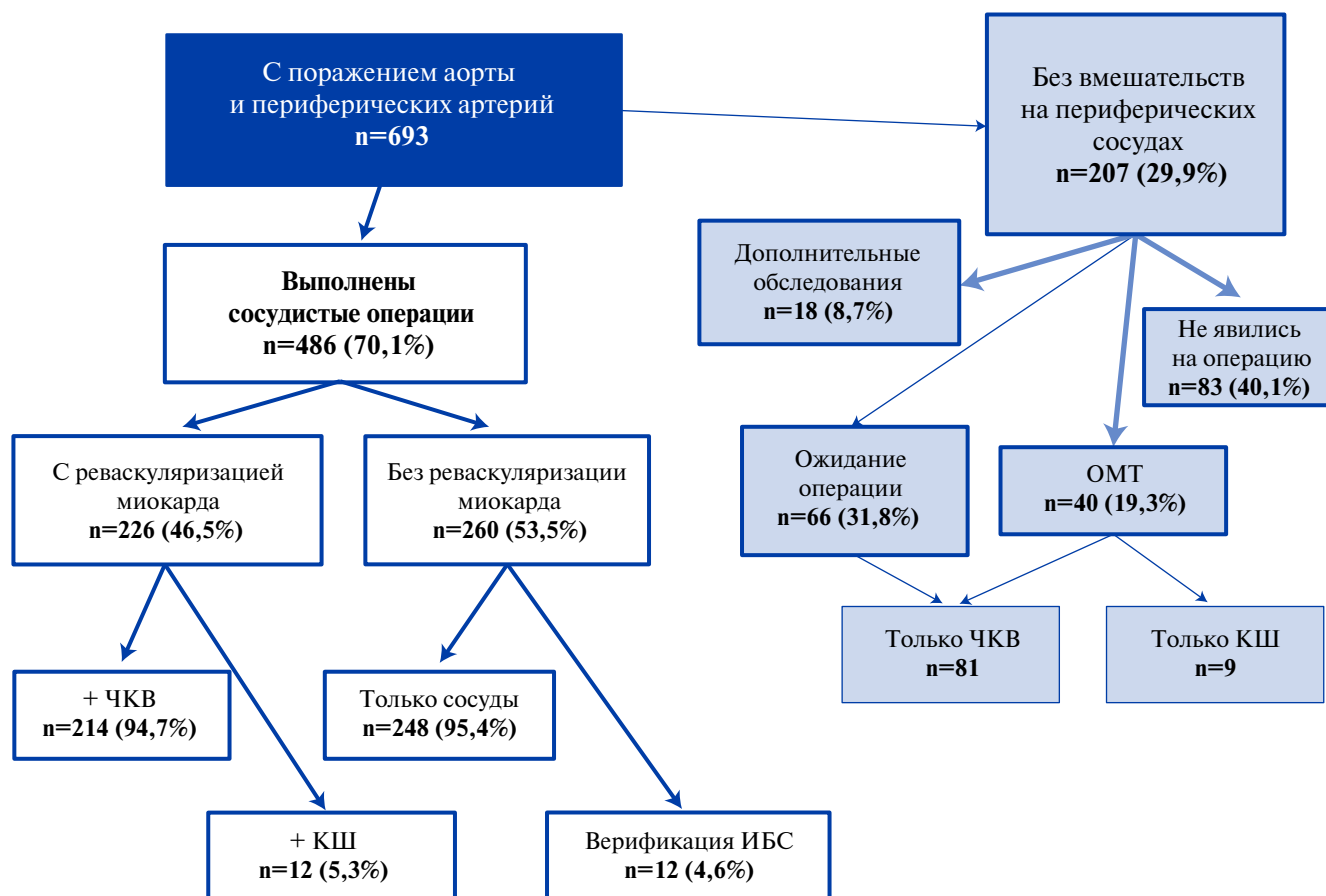 С поражением аорты
и периферических артерий
n=693
Без вмешательств
на периферических
сосудах
n=207 (29,9%)
Выполнены
сосудистые операции
n=486 (70,1%)
Дополнительные
обследования
n=18 (8,7%)
Не явились
на операцию
n=83 (40,1%)
С реваскуляризацией
миокарда
n=226 (46,5%)
Без реваскуляризации
миокарда
n=260 (53,5%)
Ожидание
операции
n=66 (31,8%)
ОМТ
n=40 (19,3%)
Только ЧКВ
n=81
Только КШ
n=9
+ ЧКВ
n=214 (94,7%)
Только сосуды
n=248 (95,4%)
+ КШ
n=12 (5,3%)
Верификация ИБС
n=12 (4,6%)